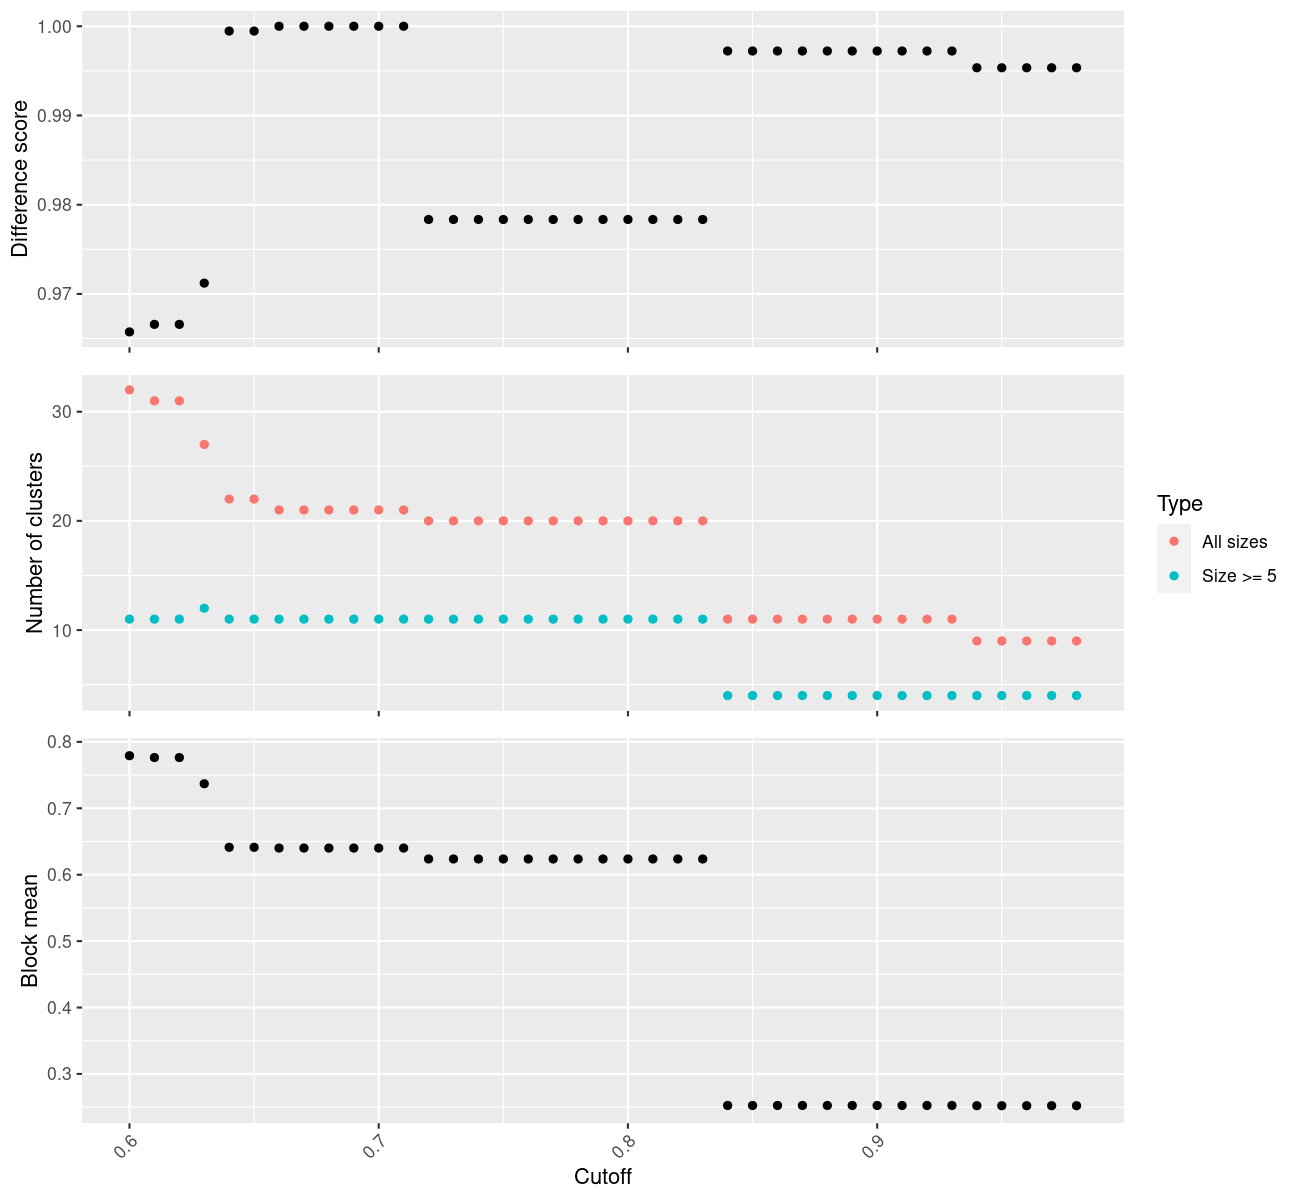 Difference score
1.00
0.99
0.98
0.97
Number of clusters
30
20
10
Type
All sizes
Size >= 5
Block mean
0.8
0.7
0.6
0.5
0.4
0.3
0.6 0.7 0.8 0.9
Cutoff